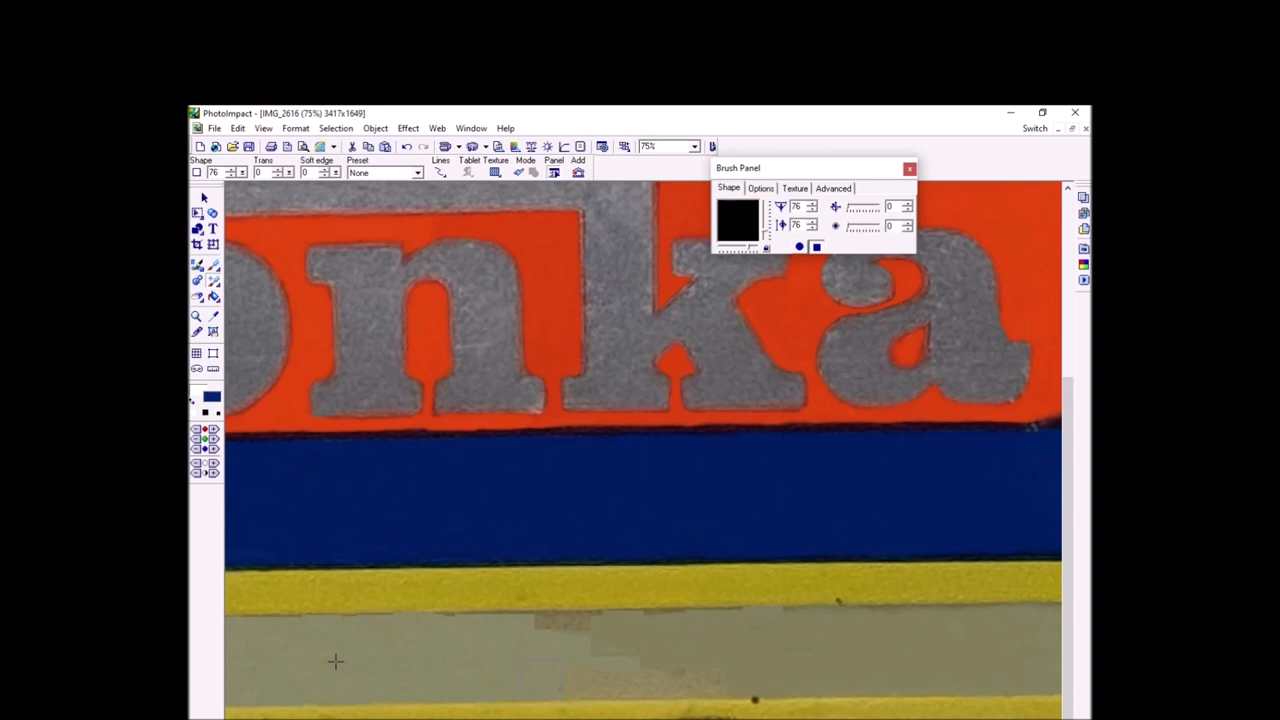 PhotoImpact - [IMG_2616 (75%) 3417x1649]
File Edit View Format Selection Object Effect Web Window Help Switch
75%
Shape Trans Soft edge Preset Lines Tablet Texture Mode Panel Add
76 0 0 None
Brush Panel
Shape Options Texture Advanced
76 0
76 0
onka